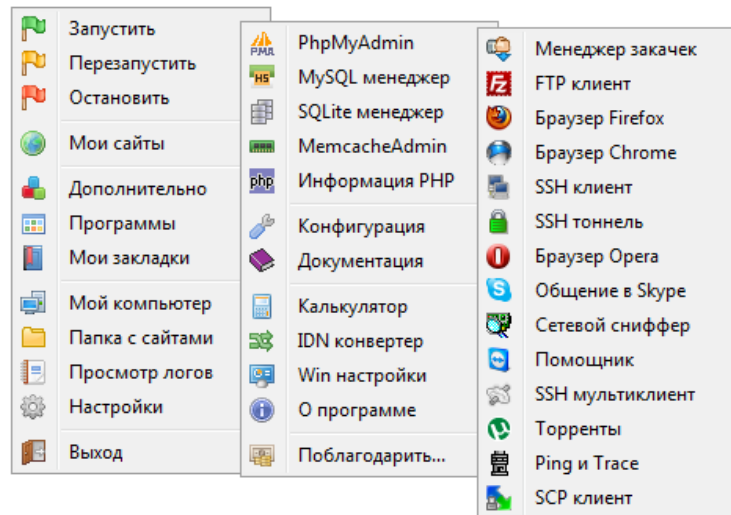 Запустить
Перезапустить
Остановить
Мои сайты
Дополнительно
Программы
Мои закладки
Мой компьютер
Папка с сайтами
Просмотр логов
Настройки
Выход
PMA
PhpMyAdmin
HS
MySQL менеджер
SQLite менеджер
MemcacheAdmin
php
Информация PHP
Конфигурация
Документация
Калькулятор
IDN конвертер
Win настройки
О программе
Поблагодарить...
Менеджер закачек
FTP клиент
Браузер Firefox
Браузер Chrome
SSH клиент
SSH тоннель
Браузер Opera
Общение в Skype
Сетевой сниффер
Помощник
SSH мультиклиент
Торренты
Ping и Trace
SCP клиент